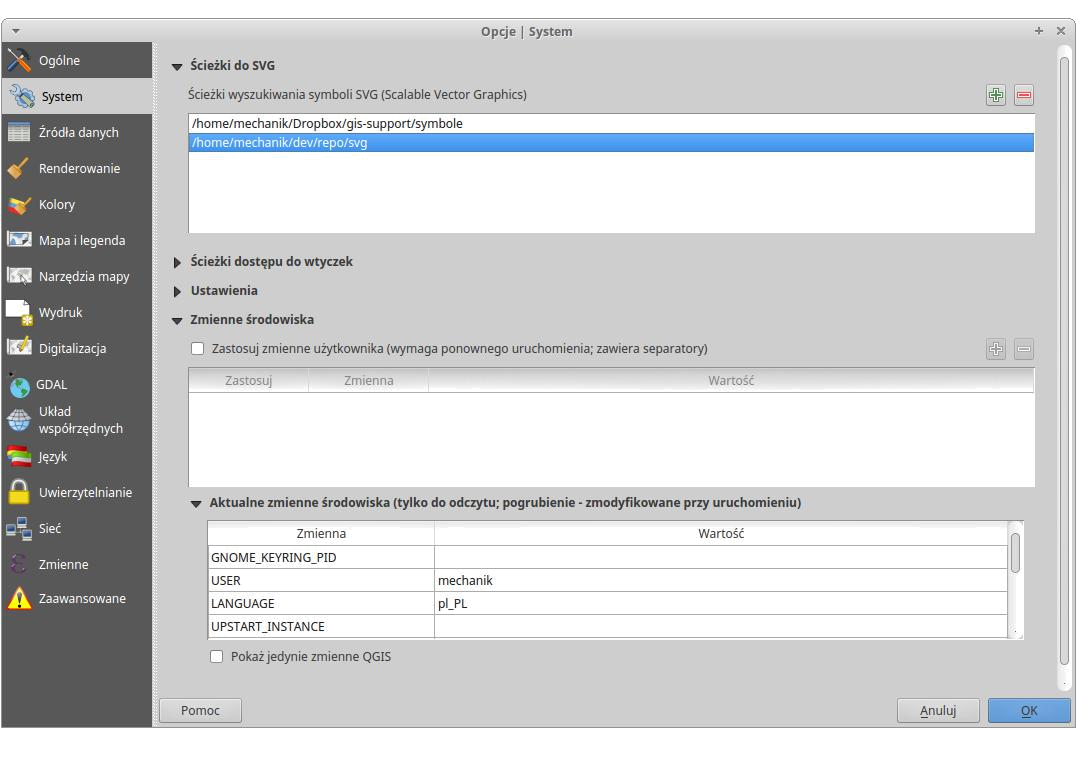 Opcje | System
Ogólne
System
Źródła danych
Renderowanie
Kolory
Mapa i legenda
Narzędzia mapy
Wydruk
Digitalizacja
GDAL
Układ
współrzędnych
Język
Uwierzytelnianie
Sieć
Zmienne
Zaawansowane
Ścieżki do SVG
Ścieżki wyszukiwania symboli SVG (Scalable Vector Graphics)
/home/mechanik/Dropbox/gis-support/symbole
/home/mechanik/dev/repo/svg
Ścieżki dostępu do wtyczek
Ustawienia
Zmienne środowiska
Zastosuj zmienne użytkownika (wymaga ponownego uruchomienia; zawiera separatory)
Zastosuj Zmienna Wartość
Aktualne zmienne środowiska (tylko do odczytu; pogrubienie - zmodyfikowane przy uruchomieniu)
Zmienna Wartość
GNOME_KEYRING_PID
USER mechanik
LANGUAGE pl_PL
UPSTART_INSTANCE
Pokaż jedynie zmienne QGIS
Pomoc Anuluj OK